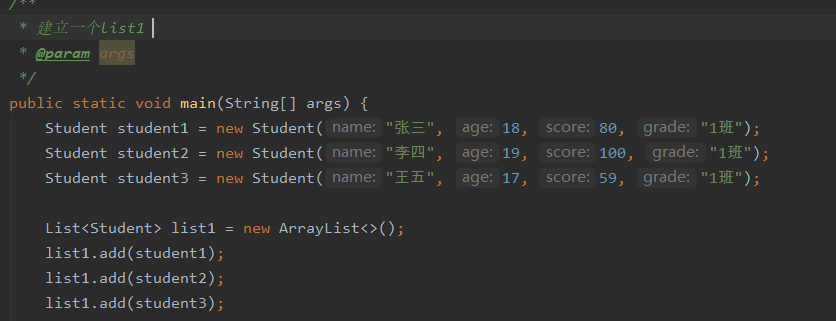 /**
* 建立一个list1
* @param args
*/
public static void main(String[] args) {
Student student1 = new Student( name: "张三", age: 18, score: 80, grade: "1班");
Student student2 = new Student( name: "李四", age: 19, score: 100, grade: "1班");
Student student3 = new Student( name: "王五", age: 17, score: 59, grade: "1班");
List<Student> list1 = new ArrayList<>();
list1.add(student1);
list1.add(student2);
list1.add(student3);